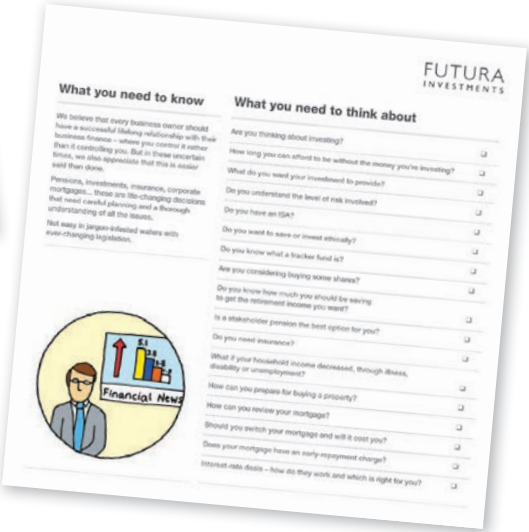 FUTURA
INVESTMENTS
What you need to know
We believe that every business owner should
have a successful lifelong relationship with their
business finance – where you control it rather
than it controlling you. But in these uncertain
times, we also appreciate that this is easier
said than done.
Pensions, investments, insurance, corporate
mortgages... these are life-changing decisions
that need careful planning and a thorough
understanding of all the issues.
Not easy in jargon-infested waters with
ever-changing legislation.
Financial News
What you need to think about
Are you thinking about investing?
How long you can afford to be without the money you're investing?
What do you want your investment to provide?
Do you understand the level of risk involved?
Do you have an ISA?
Do you want to save or invest ethically?
Do you know what a tracker fund is?
Are you considering buying some shares?
Do you know how much you should be saving
to get the retirement income you want?
Is a stakeholder pension the best option for you?
Do you need insurance?
What if your household income decreased, through illness,
disability or unemployment?
How can you prepare for buying a property?
How can you review your mortgage?
Should you switch your mortgage and will it cost you?
Does your mortgage have an early-repayment charge?
Interest-rate deals – how do they work and which is right for you?